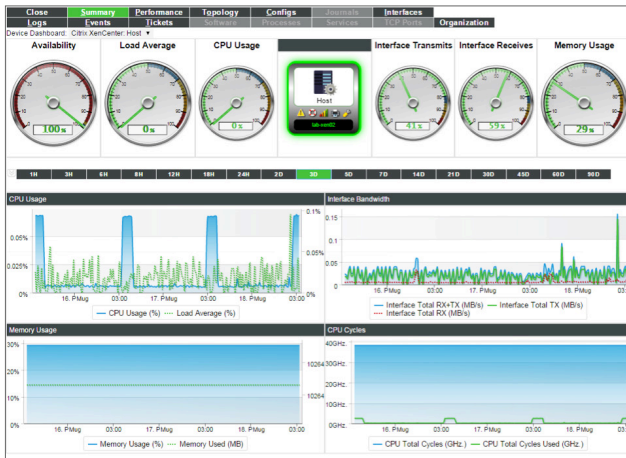 Close Summary Performance Topology Configs Journals Interfaces
Logs Events Tickets Software Processes Services TCP Ports Organization
Device Dashboard: Citrix XenCenter: Host
Availability Load Average CPU Usage Interface Transmits Interface Receives Memory Usage
Host
lab-xen02
100% 0% 0% 41% 59% 29%
1H 3H 6H 8H 12H 18H 24H 2D 3D 5D 7D 14D 21D 30D 45D 60D 90D
CPU Usage Interface Bandwidth
0.05%
0.025%
0%
0.1%
0.05%
0%
16. PMug 03:00 17. PMug 03:00 18. PMug 03:00
CPU Usage (%) Load Average (%)
0.15
0.1
0.05
0
16. PMug 03:00 17. PMug 03:00 18. PMug 03:
Interface Total RX+TX (MB/s) Interface Total TX (MB/s)
Interface Total RX (MB/s)
Memory Usage CPU Cycles
30%
20%
10%
0%
10264
10264
16. PMug 03:00 17. PMug 03:00 18. PMug 03:00
Memory Usage (%) Memory Used (MB)
40GHz.
30GHz.
20GHz.
10GHz.
0GHz.
16. PMug 03:00 17. PMug 03:00 18. PMug 03:
CPU Total Cycles (GHz.) CPU Total Cycles Used (GHz.)